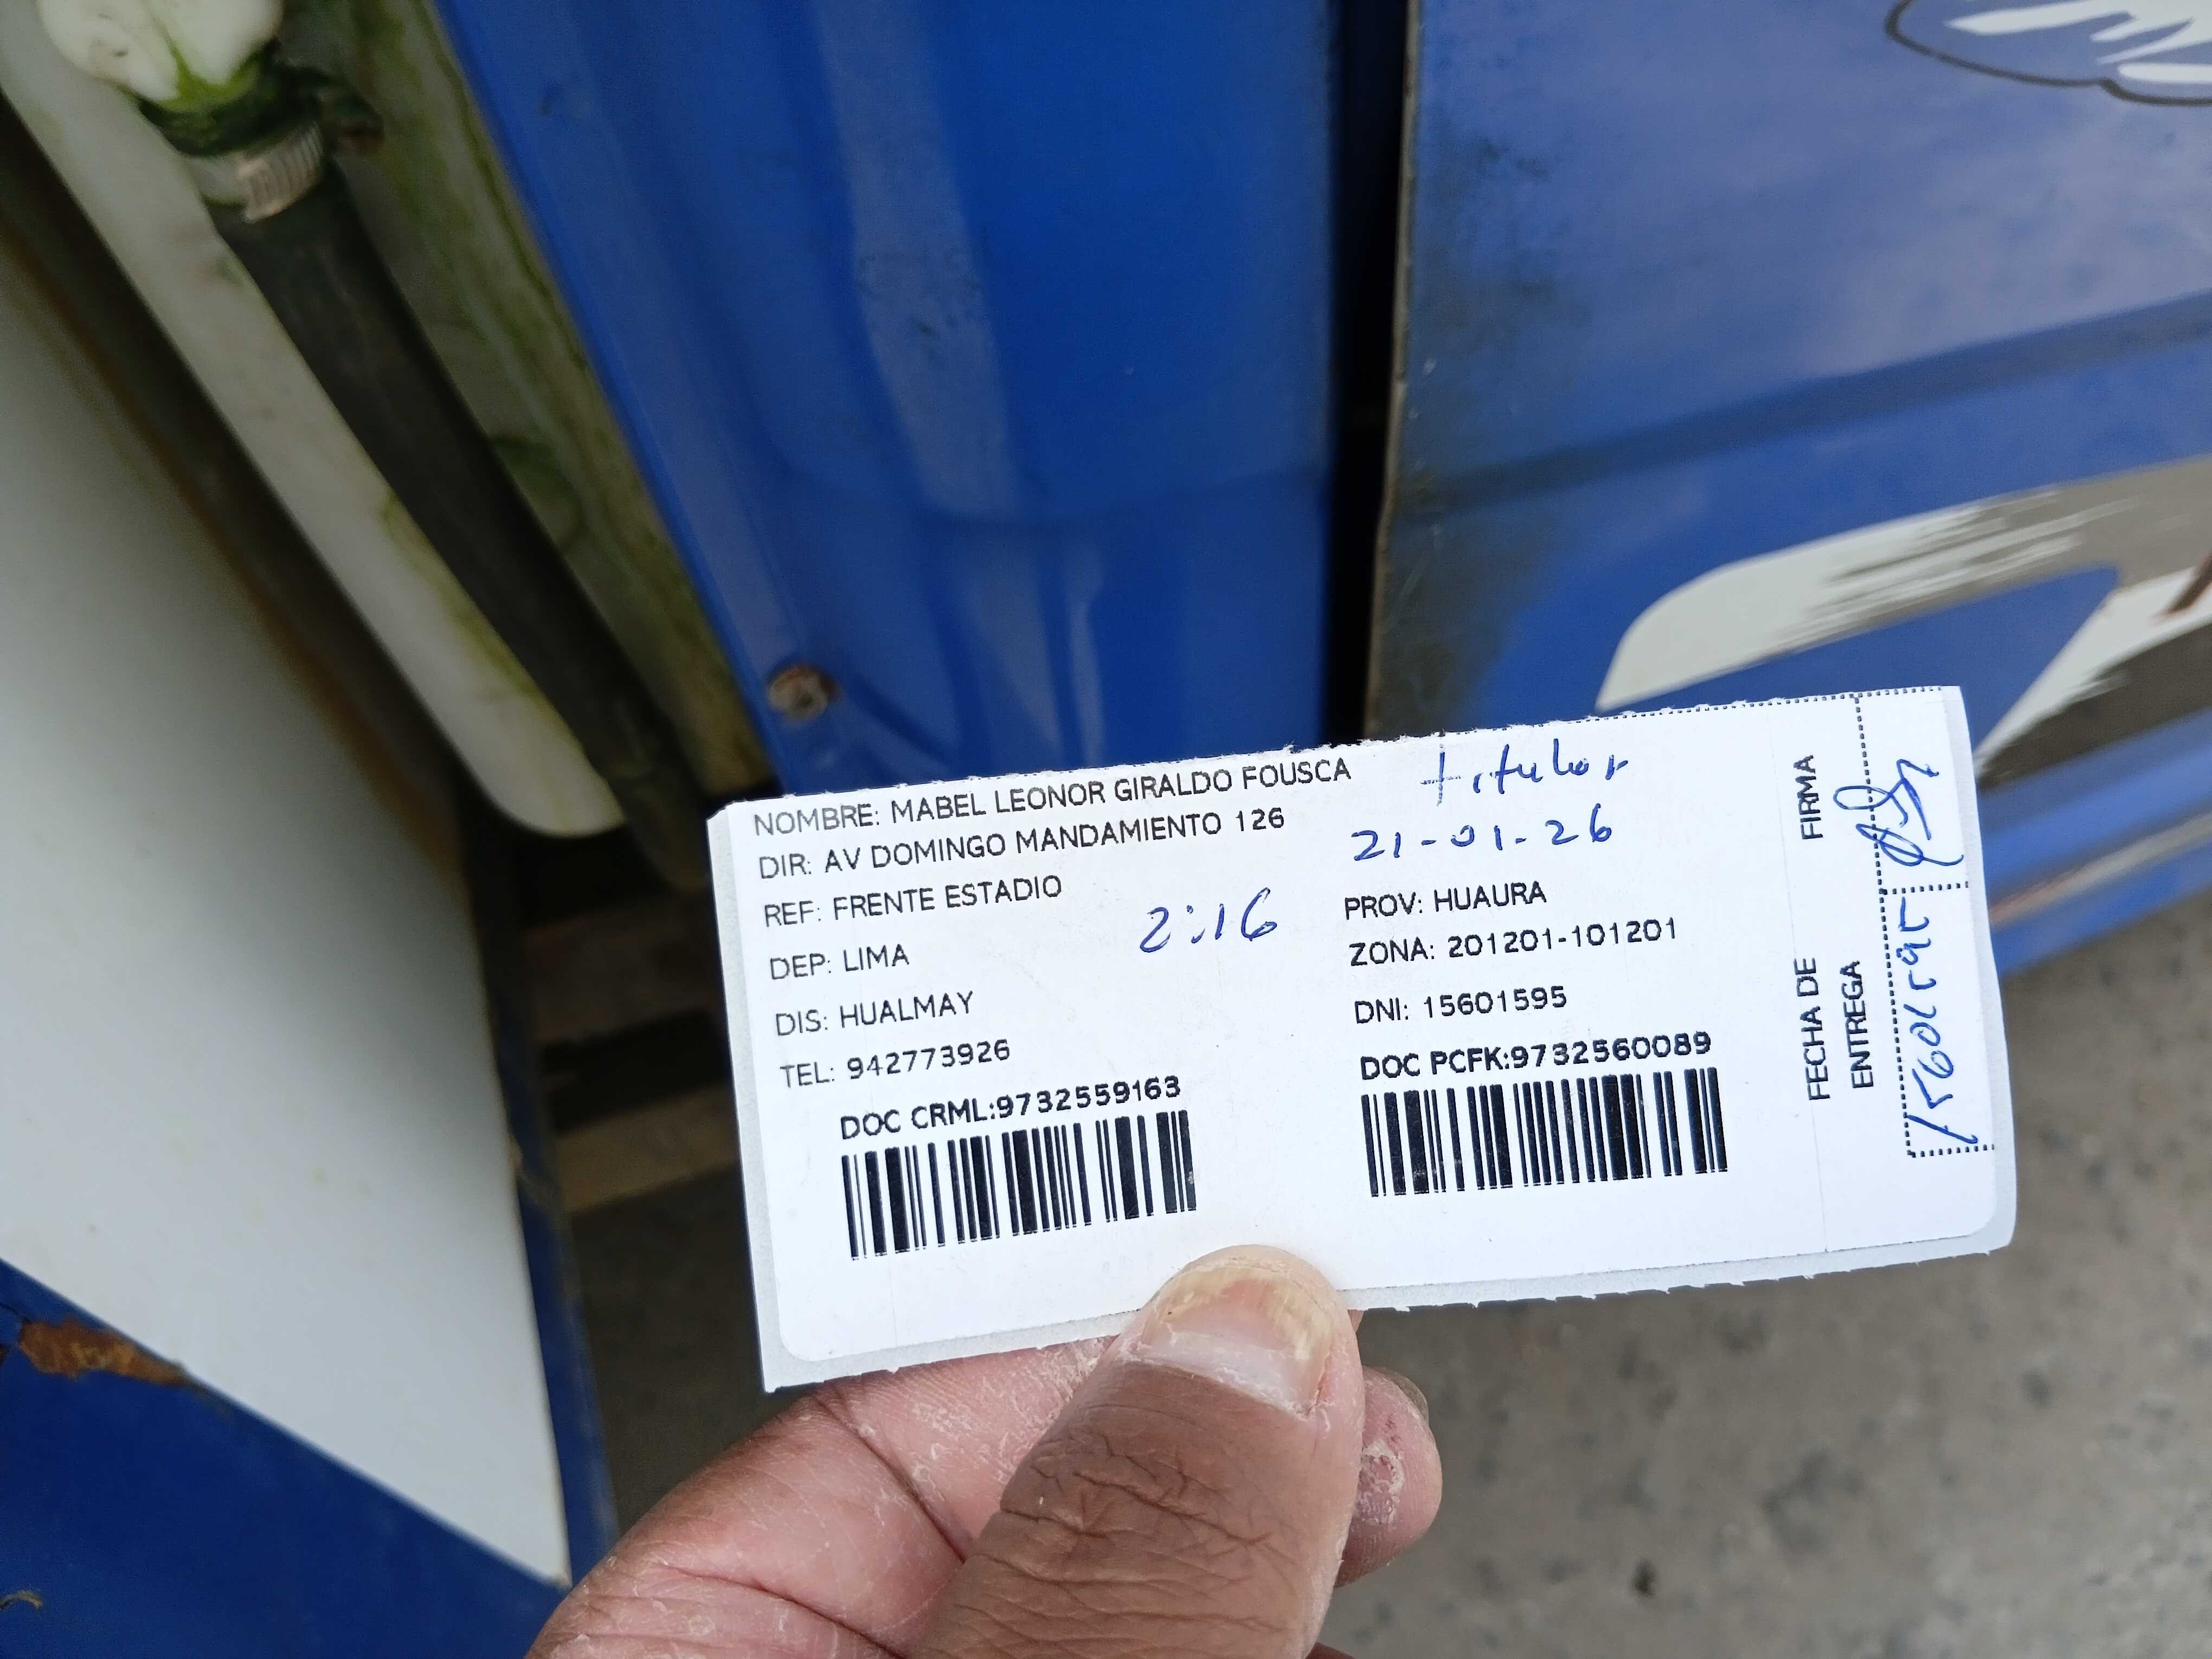 NOMBRE: MABEL LEONOR GIRALDO FOUSCA
titular
DIR: AV DOMINGO MANDAMIENTO 126
21-01-26
REF: FRENTE ESTADIO
2:16
PROV: HUAURA
DEP: LIMA
ZONA: 201201-101201
DIS: HUALMAY
DNI: 15601595
TEL: 942773926
DOC CRML:9732559163
DOC PCFK:9732560089
FIRMA
FECHA DE
ENTREGA
15601595